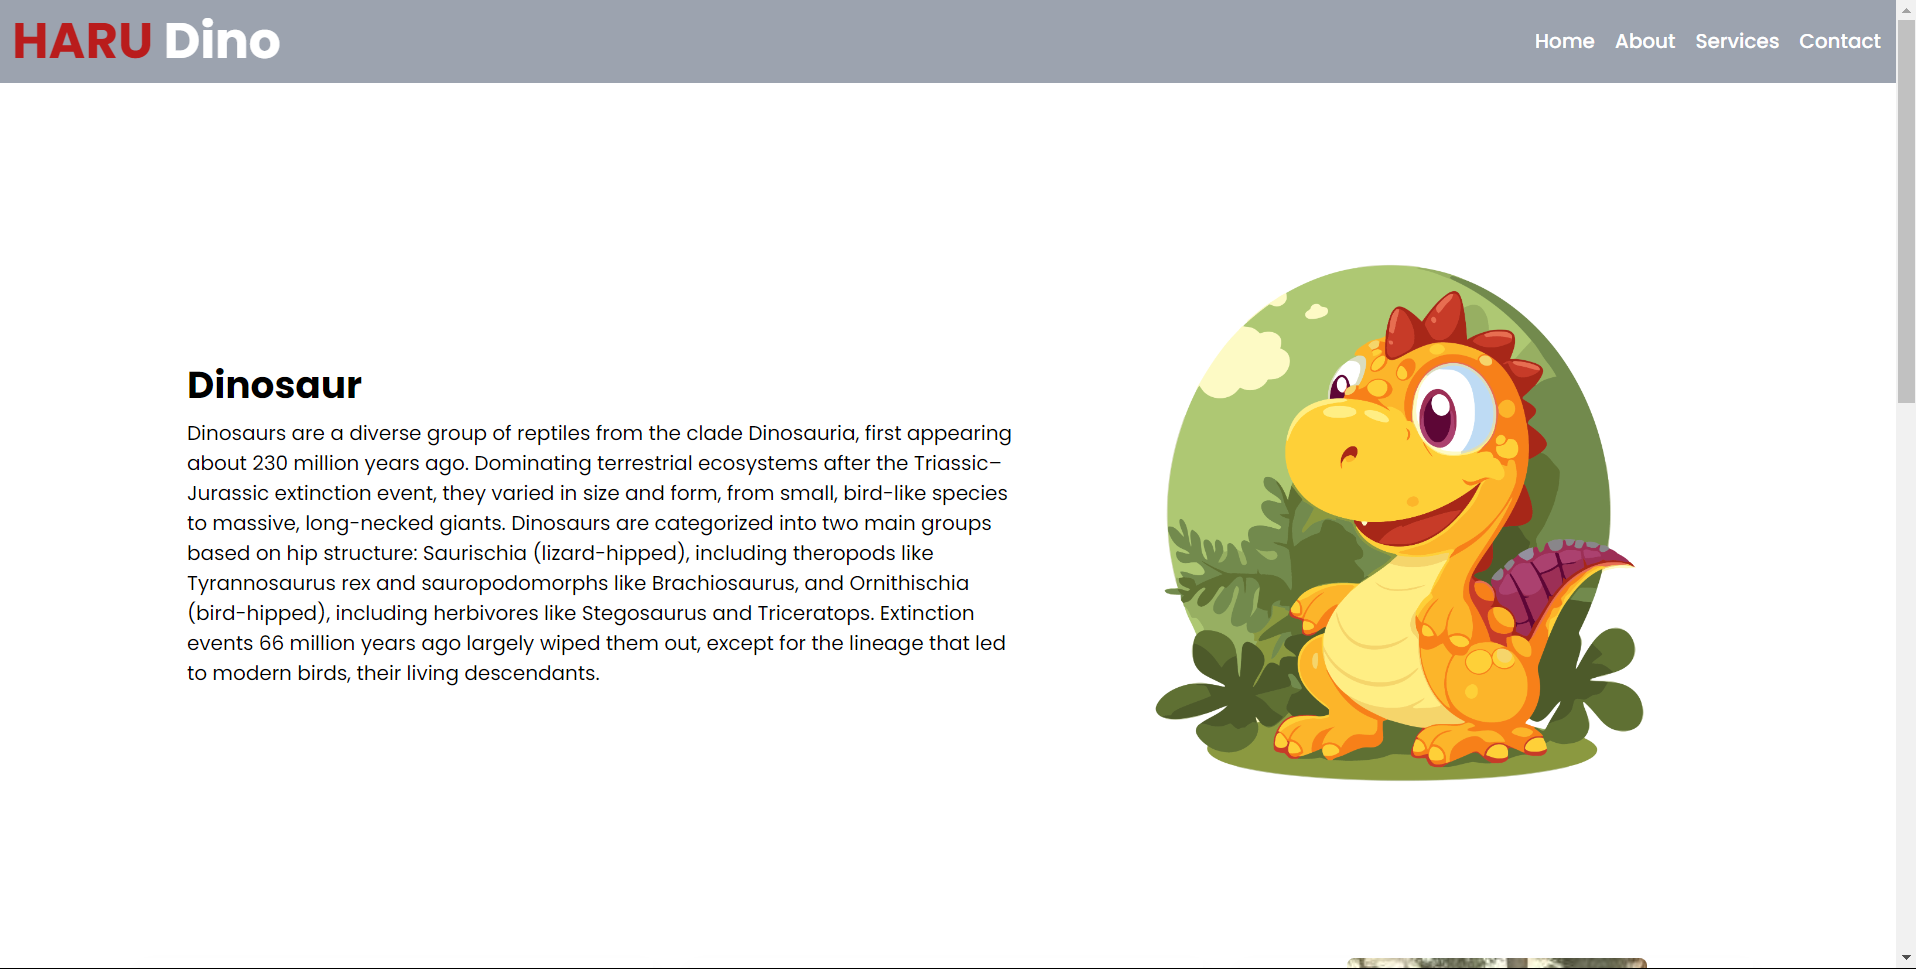 HARU Dino
Home About Services Contact
Dinosaur
Dinosaurs are a diverse group of reptiles from the clade Dinosauria, first appearing
about 230 million years ago. Dominating terrestrial ecosystems after the Triassic–
Jurassic extinction event, they varied in size and form, from small, bird-like species
to massive, long-necked giants. Dinosaurs are categorized into two main groups
based on hip structure: Saurischia (lizard-hipped), including theropods like
Tyrannosaurus rex and sauropodomorphs like Brachiosaurus, and Ornithischia
(bird-hipped), including herbivores like Stegosaurus and Triceratops. Extinction
events 66 million years ago largely wiped them out, except for the lineage that led
to modern birds, their living descendants.